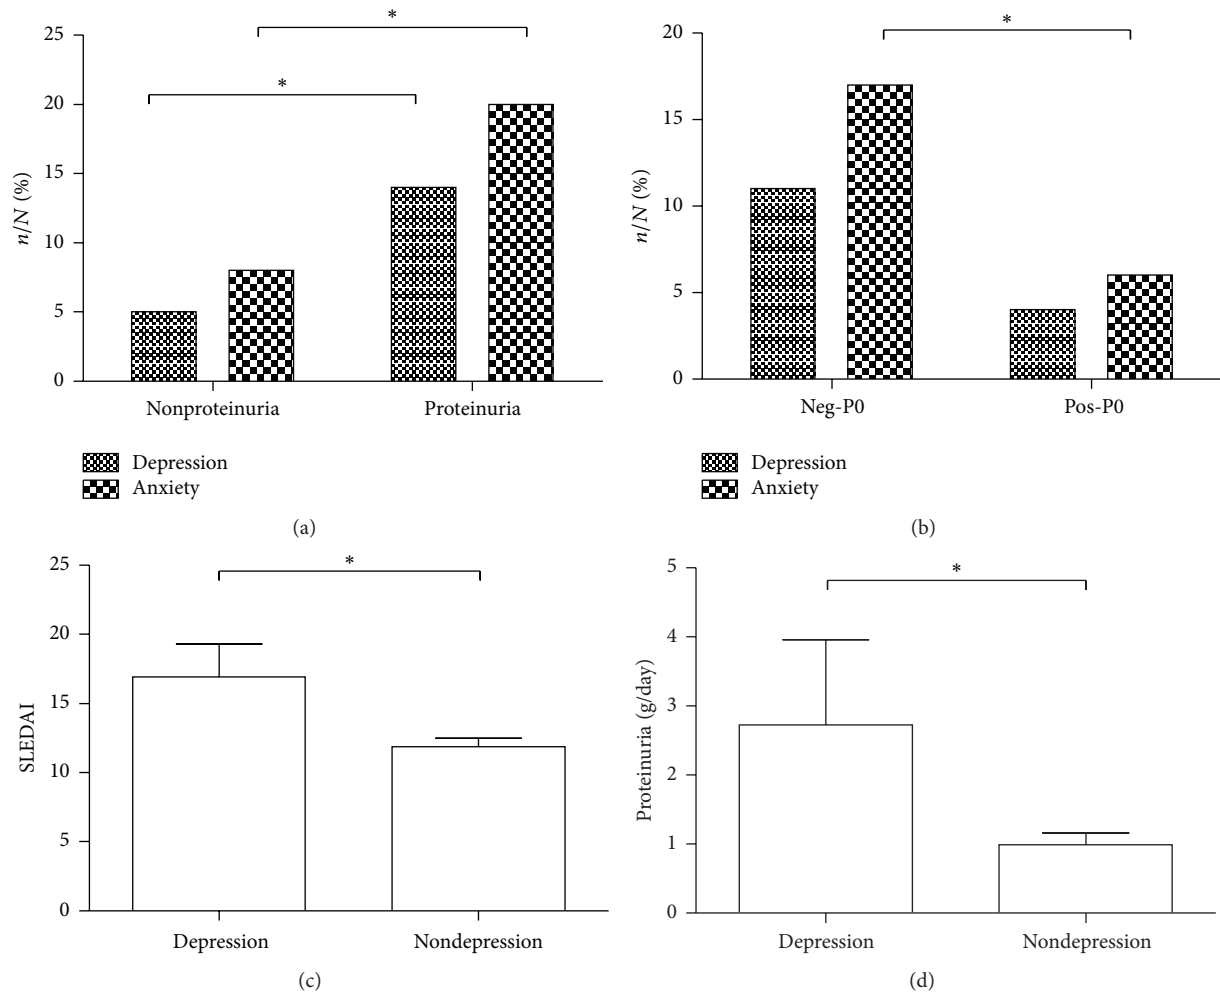 *
25
*
20
15
n/N (%)
10
5
0
Nonproteinuria
Proteinuria
Depression
Anxiety
(a)
*
20
15
n/N (%)
10
5
0
Neg-P0
Pos-P0
Depression
Anxiety
(b)
*
25
20
15
SLEDAI
10
5
0
Depression
Nondepression
(c)
*
5
4
3
Proteinuria (g/day)
2
1
0
Depression
Nondepression
(d)